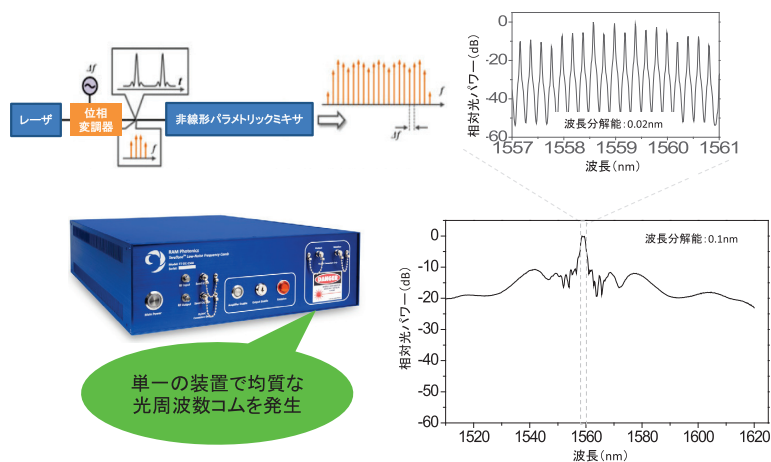 Δf
レーザ
位相
変調器
t
f
非線形パラメトリックミキサ
f
Δf
相対光パワー(dB)
0
-20
-40
-60
波長分解能:0.02nm
1557
1558
1559
1560
1561
波長(nm)
RAM Photonics
DANGER
単一の装置で均質な
光周波数コムを発生
相対光パワー(dB)
0
-10
-20
-30
-40
-50
-60
波長分解能:0.1nm
1520
1540
1560
1580
1600
1620
波長(nm)